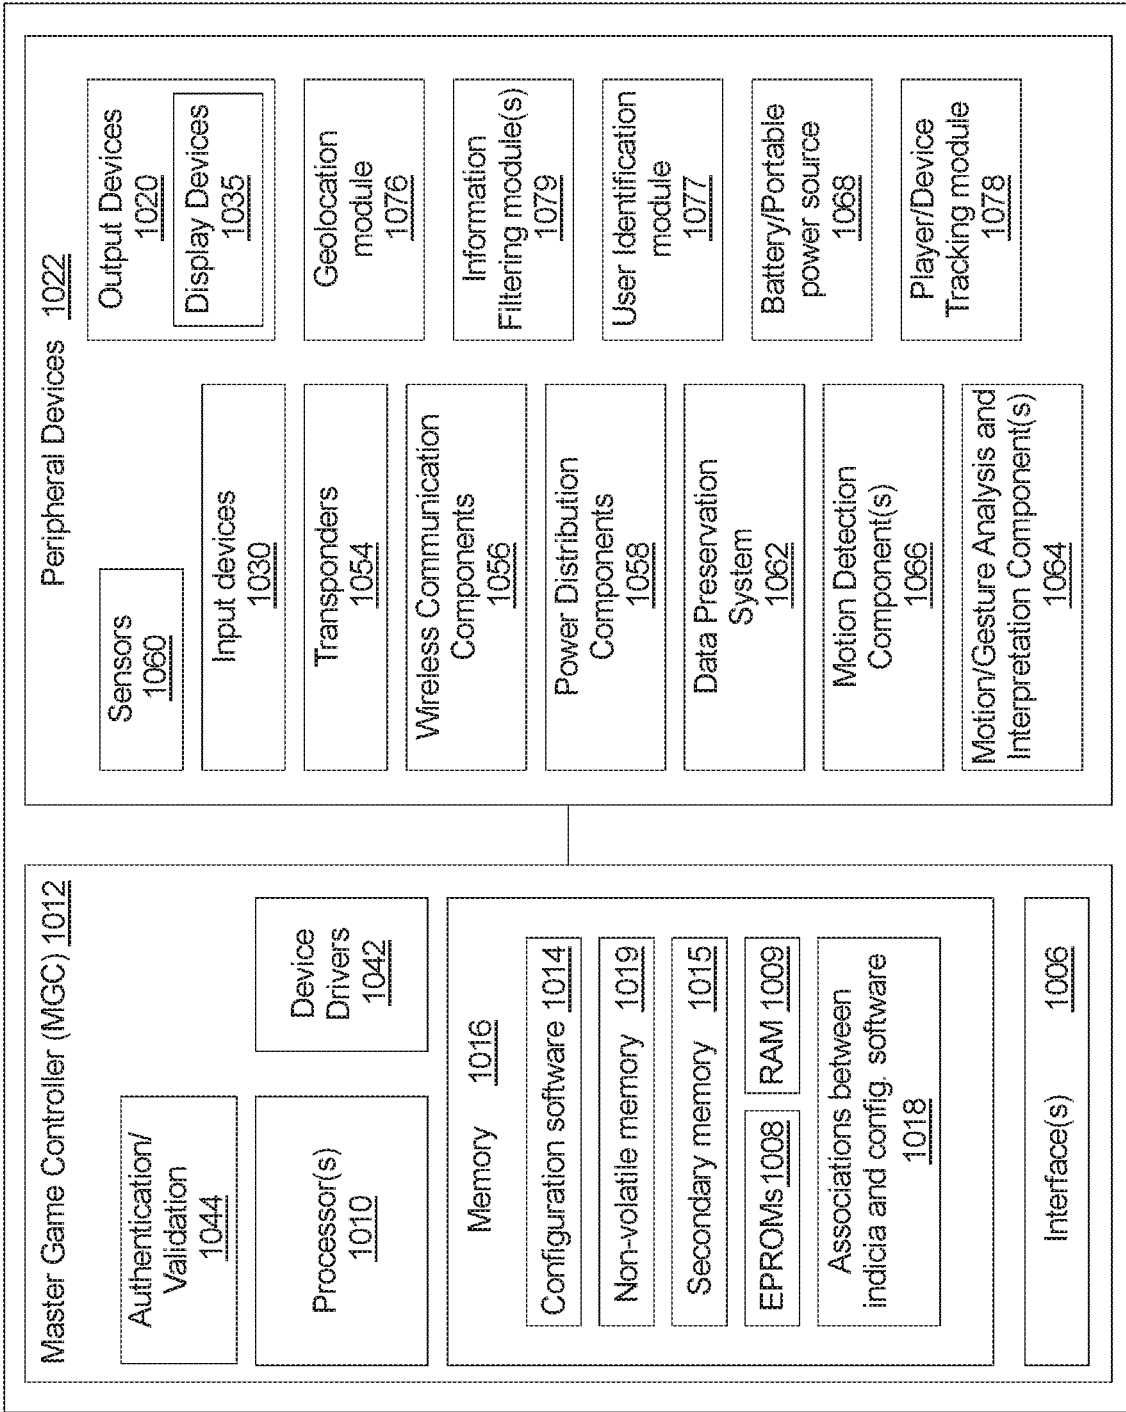 Master Game Controller (MGC) 1012
Authentication/
Validation
1044
Processor(s)
1010
Device
Drivers
1042
Memory 1016
Configuration software 1014
Non-volatile memory 1019
Secondary memory 1015
EPROMs1008
RAM 1009
Associations between
indicia and config. software
1018
Interface(s) 1006
Peripheral Devices 1022
Sensors
1060
Input devices
1030
Transponders
1054
Wireless Communication
Components
1056
Power Distribution
Components
1058
Data Preservation
System
1062
Motion Detection
Component(s)
1066
Motion/Gesture Analysis and
Interpretation Component(s)
1064
Output Devices
1020
Display Devices
1035
Geolocation
module
1076
Information
Filtering module(s)
1079
User Identification
module
1077
Battery/Portable
power source
1068
Player/Device
Tracking module
1078